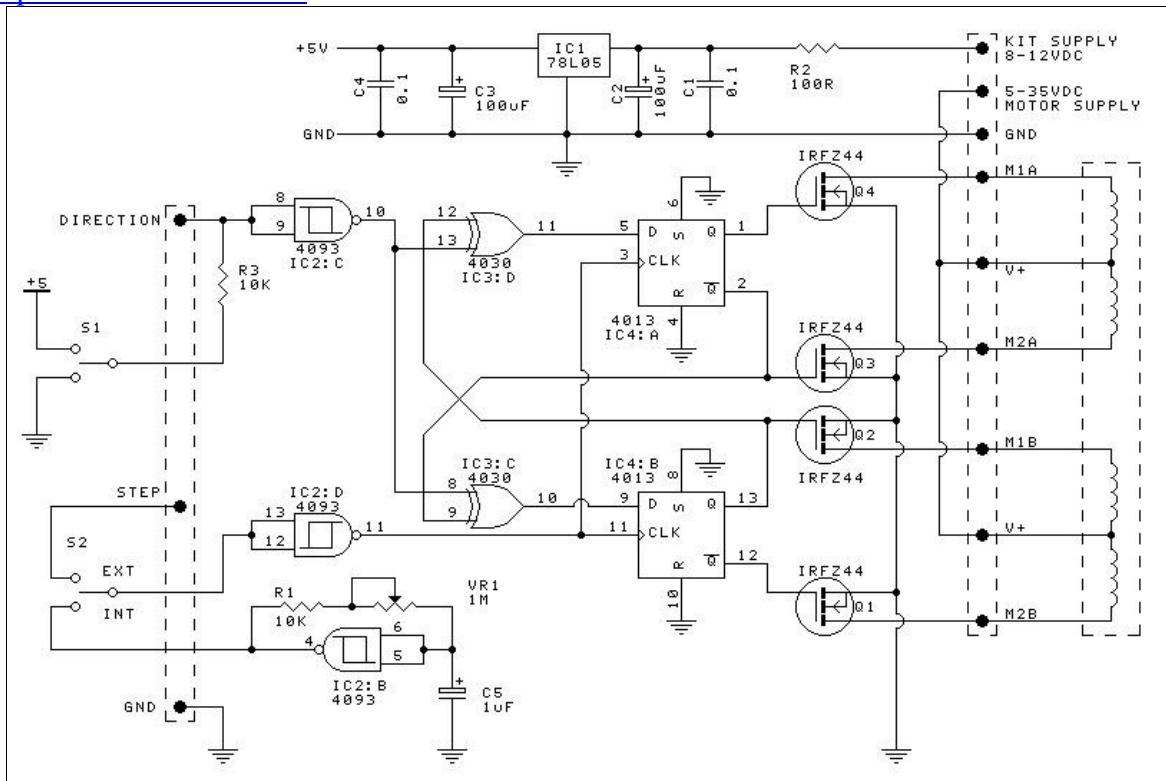 +5V
C4
0.1
C3
100uF
IC1
78L05
C2
100uF
C1
0.1
R2
100R
KIT SUPPLY
8-12VDC
5-35VDC
MOTOR SUPPLY
GND
GND
IRFZ44
Q4
M1A
DIRECTION
8
9
10
4093
IC2:C
12
13
11
4030
IC3:D
6
5
D
S
Q
1
3
CLK
R
Q
2
4
4013
IC4:A
V+
R3
10K
+5
S1
IRFZ44
Q3
M2A
Q2
IRFZ44
M1B
STEP
IC2:D
4093
13
12
11
IC3:C
4030
8
9
10
IC4:B
4013
8
9
D
S
Q
13
11
CLK
R
Q
12
10
V+
S2
EXT
INT
IRFZ44
Q1
M2B
R1
10K
VR1
1M
4
6
5
IC2:B
4093
C5
1uF
GND